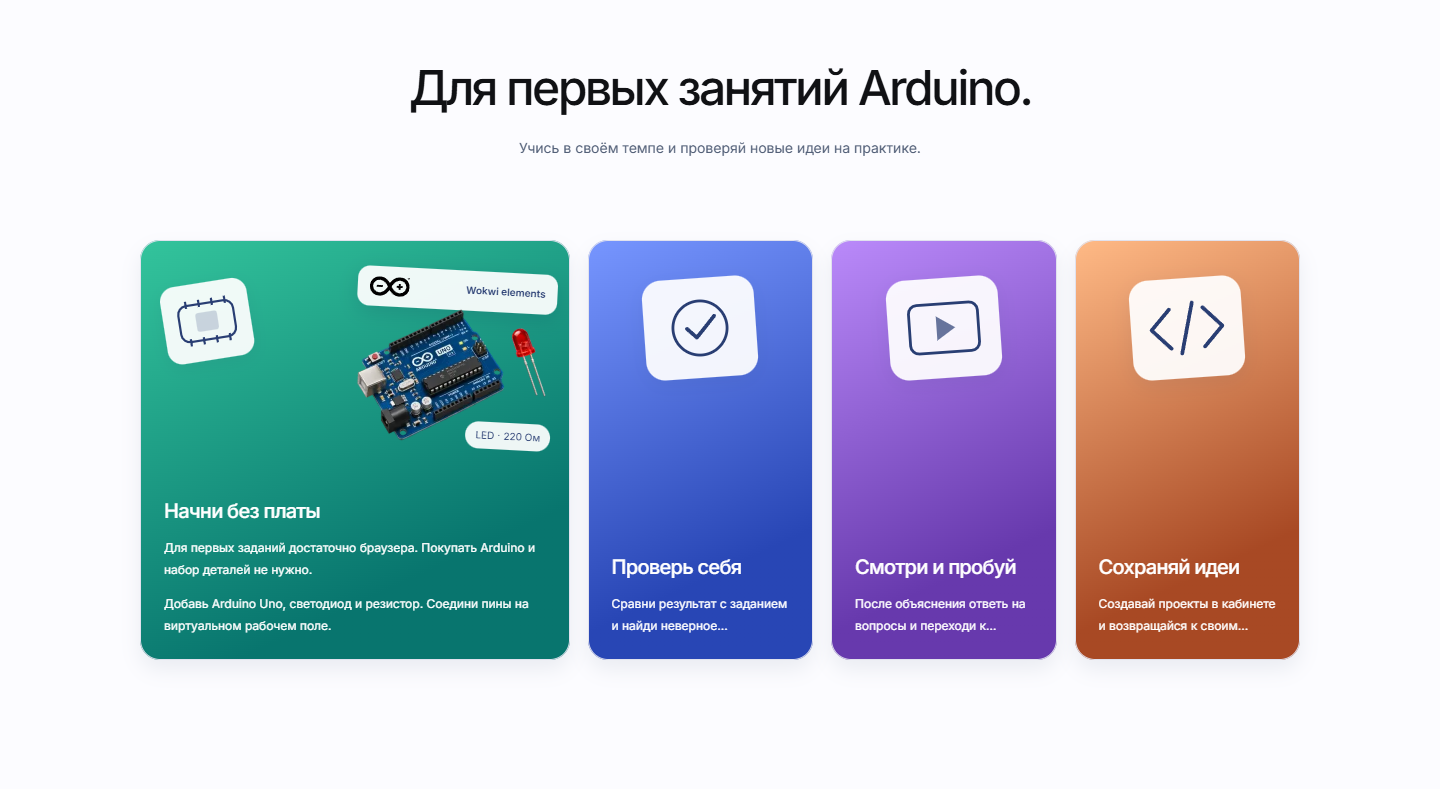 Для первых занятий Arduino.
Учись в своём темпе и проверяй новые идеи на практике.
Wokwi elements
UNO
ARDUINO
LED · 220 Ом
Начни без платы
Для первых заданий достаточно браузера. Покупать Arduino и
набор деталей не нужно.
Добавь Arduino Uno, светодиод и резистор. Соедини пины на
виртуальном рабочем поле.
Проверь себя
Сравни результат с заданием
и найди неверное...
Смотри и пробуй
После объяснения ответь на
вопросы и переходи к...
Сохраняй идеи
Создавай проекты в кабинете
и возвращайся к своим...